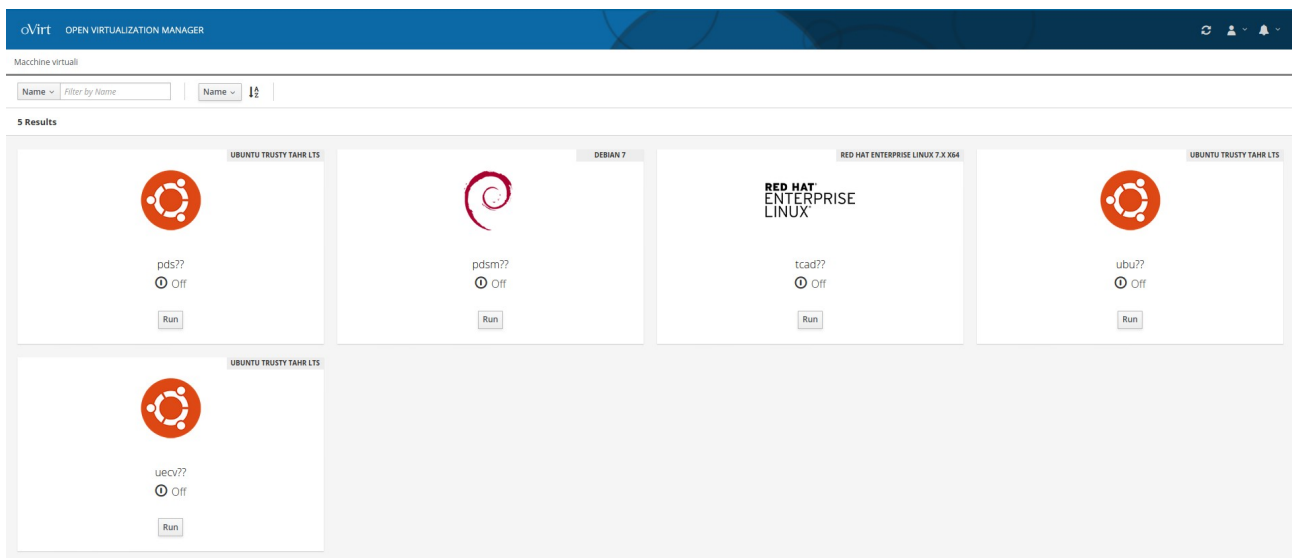 oVirt OPEN VIRTUALIZATION MANAGER
Macchine virtuali
Name Filter by Name Name
5 Results
UBUNTU TRUSTY TAHR LTS
pds??
Off
Run
DEBIAN 7
pdsm??
Off
Run
RED HAT ENTERPRISE LINUX 7.X X64
RED HAT
ENTERPRISE
LINUX
tcad??
Off
Run
UBUNTU TRUSTY TAHR LTS
ubu??
Off
Run
UBUNTU TRUSTY TAHR LTS
uecv??
Off
Run